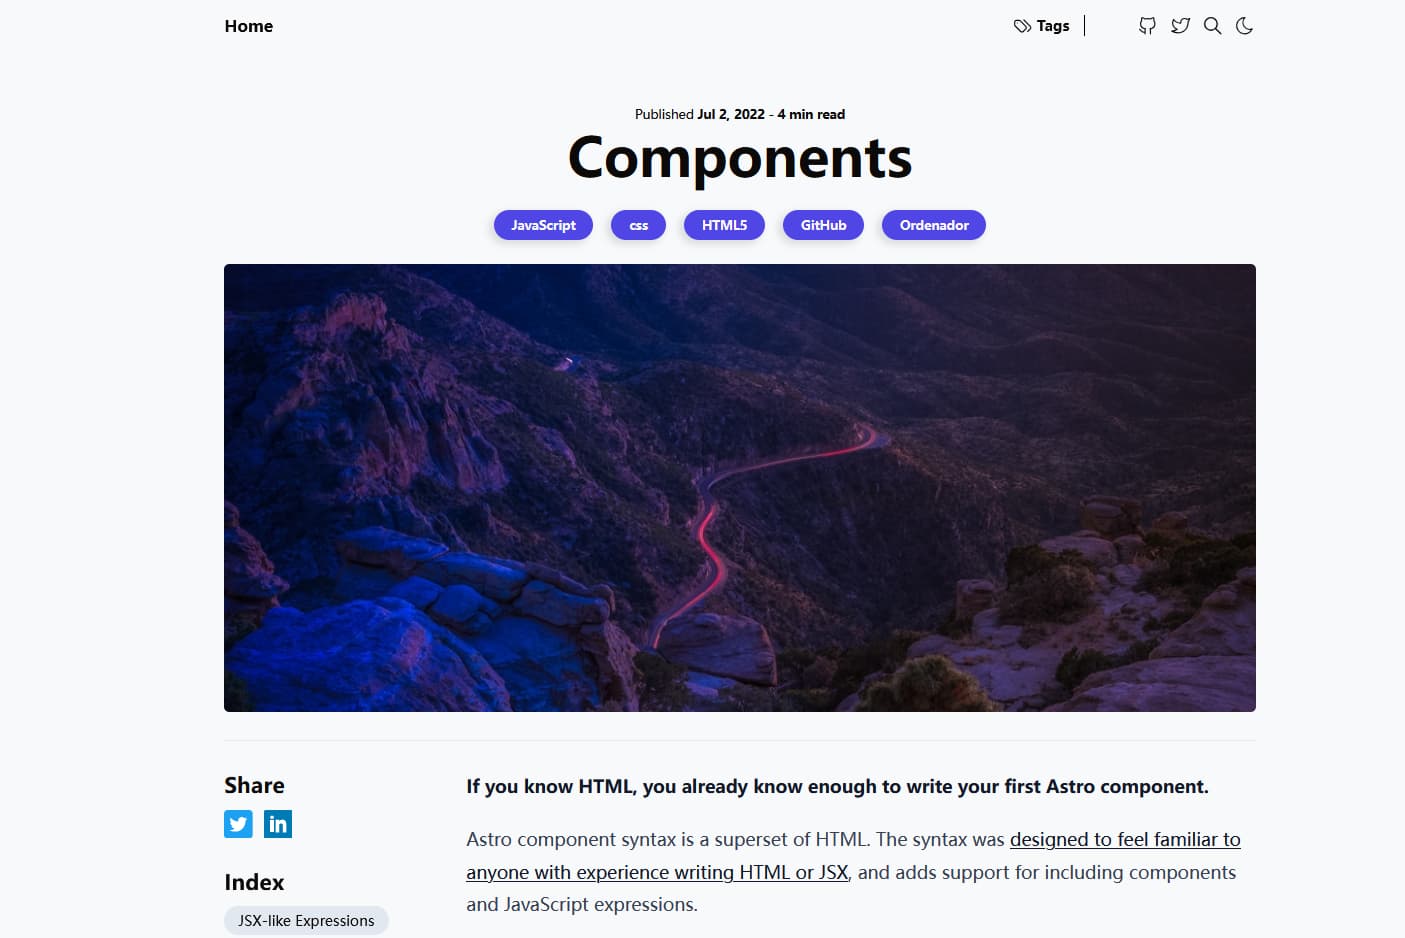 Home
Tags
Published Jul 2, 2022 - 4 min read
Components
JavaScript
css
HTML5
GitHub
Ordenador
Share
in
Index
JSX-like Expressions
If you know HTML, you already know enough to write your first Astro component.
Astro component syntax is a superset of HTML. The syntax was designed to feel familiar to
anyone with experience writing HTML or JSX, and adds support for including components
and JavaScript expressions.